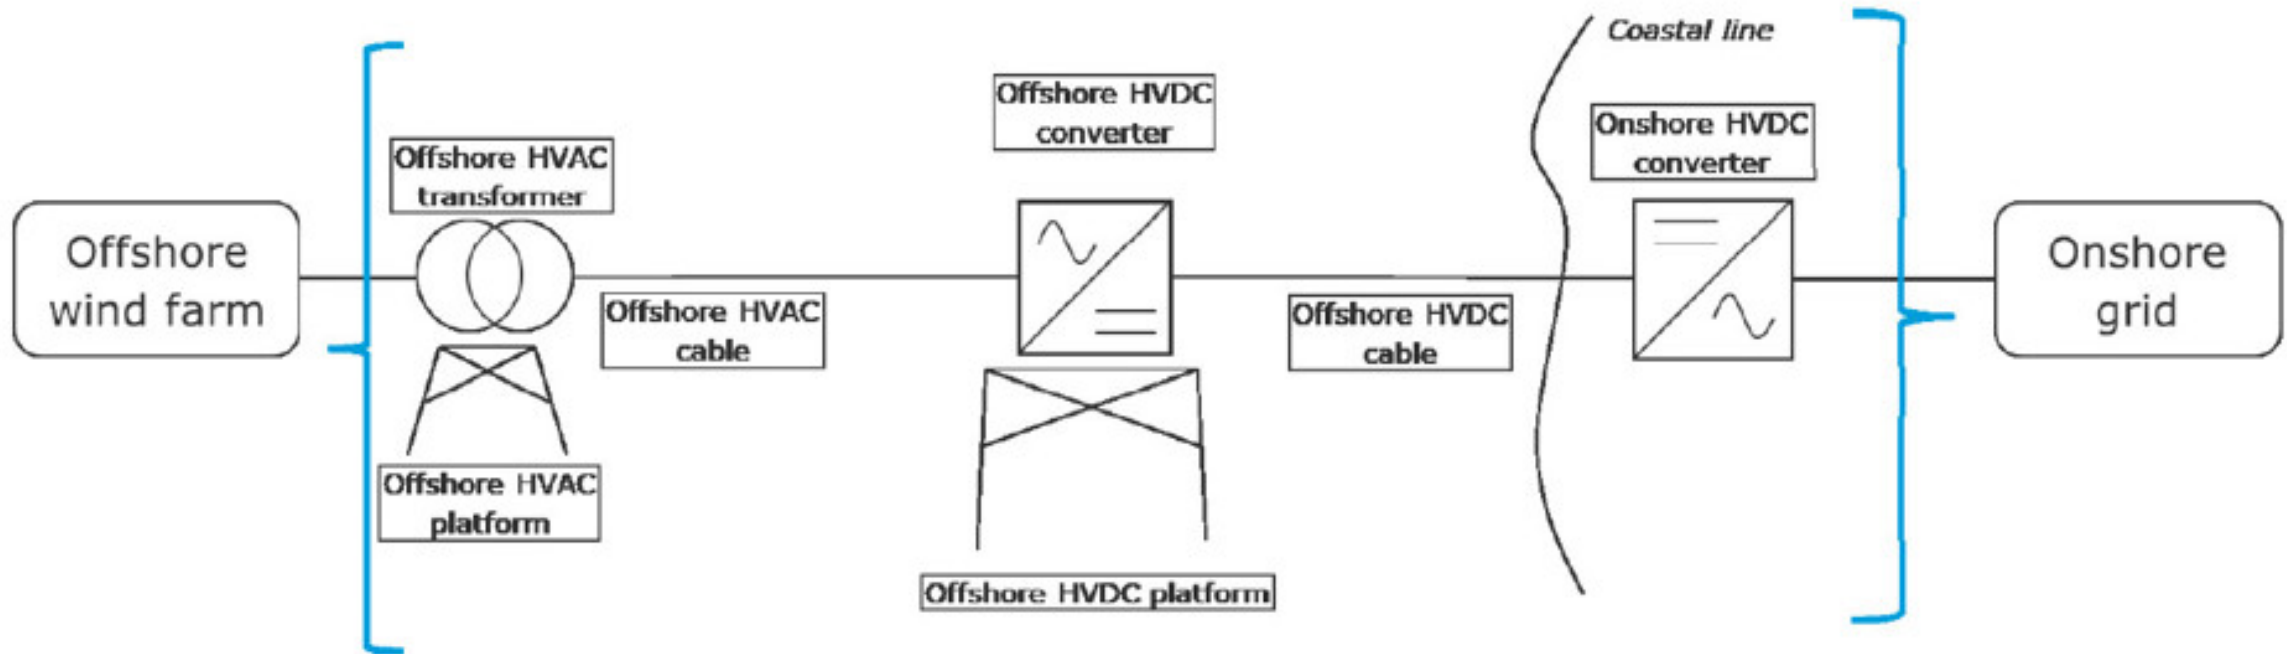 Coastal line
Offshore HVDC
converter
Onshore HVDC
converter
Offshore HVAC
transformer
Offshore
wind farm
Offshore HVAC
cable
Offshore HVDC
cable
Onshore
grid
Offshore HVAC
platform
Offshore HVDC platform